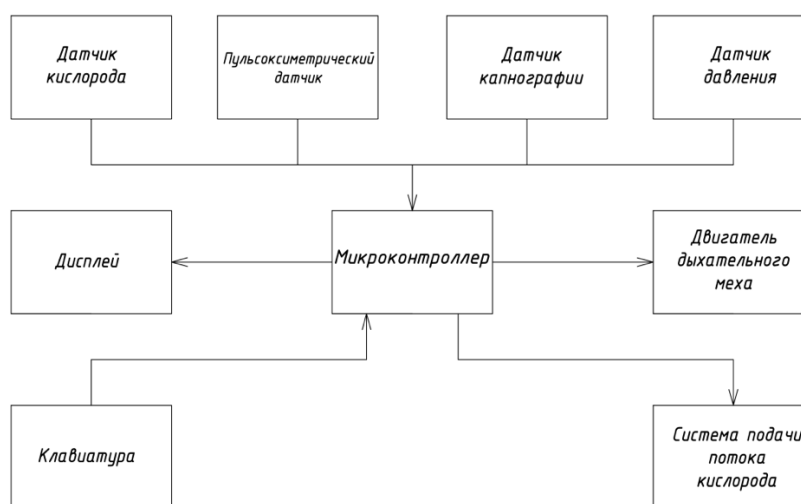 Датчик
кислорода
Пульсоксиметрический
датчик
Датчик
капнографии
Датчик
давления
Дисплей
Микроконтроллер
Двигатель
дыхательного
меха
Клавиатура
Система подачи
потока
кислорода